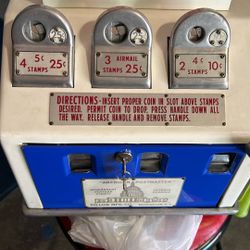 5¢
4 25¢
STAMPS
AIRMAIL
3 STAMPS 25¢
4¢
2 STAMPS 10¢
DIRECTIONS-INSERT PROPER COIN IN SLOT ABOVE STAMPS
DESIRED. PERMIT COIN TO DROP. PRESS HANDLE DOWN ALL
THE WAY. RELEASE HANDLE AND REMOVE STAMPS.